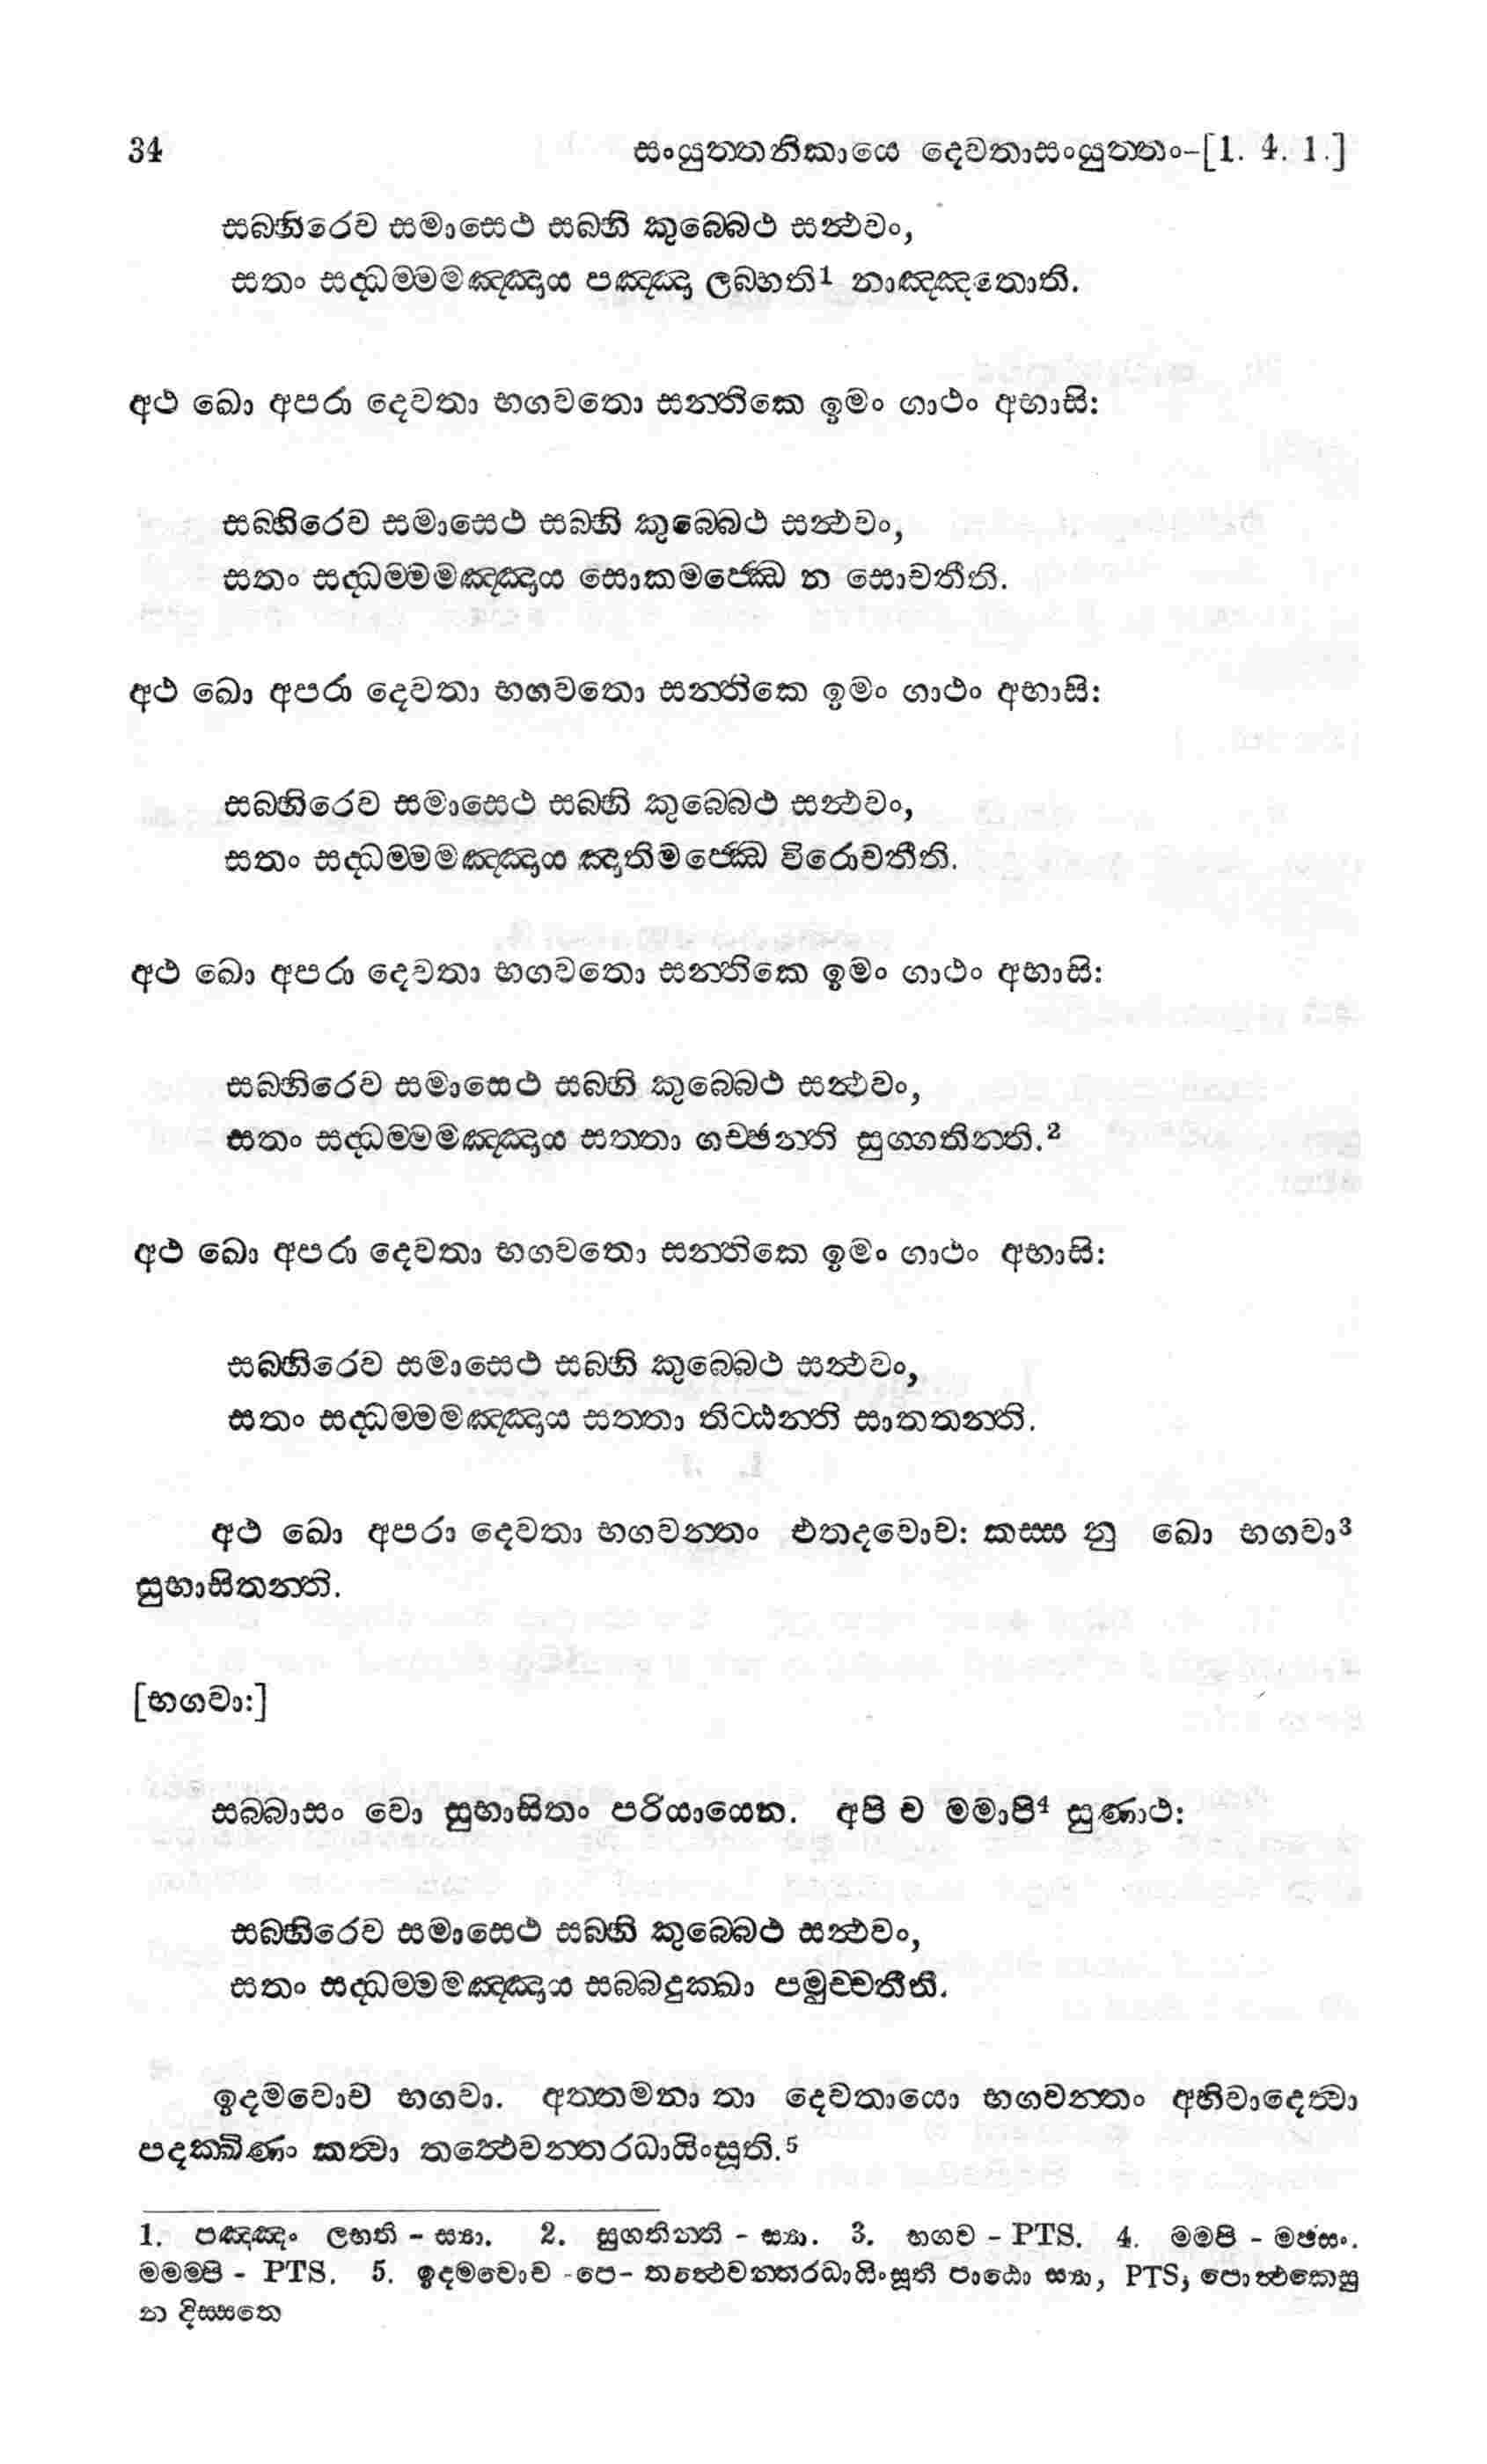 34 සංයුත‍්තනිකායෙ දෙවතාසංයුත‍්තං-[1. 4. 1.]
සබ‍්භිරෙව සමාසෙථ සබ‍්භි කුබ‍්බෙථ සන්‍ථවං,
සතං සද‍්ධම‍්මමඤ‍්ඤාය පඤ‍්ඤා ලබ‍්භති¹ නාඤ‍්ඤතොති.
අථ ඛො අපරා දෙවතා භගවතො සන‍්තිකෙ ඉමං ගාථං අභාසි:
සබ‍්භිරෙව සමාසෙථ සබ‍්භි කුබ‍්බෙථ සන්‍ථවං,
සතං සද‍්ධම‍්මමඤ‍්ඤාය සොකමජ‍්ඣෙ න සොචතීති.
අථ ඛො අපරා දෙවතා භගවතො සන‍්තිකෙ ඉමං ගාථං අභාසි:
සබ‍්භිරෙව සමාසෙථ සබ‍්භි කුබ‍්බෙථ සන්‍ථවං,
සතං සද‍්ධම‍්මමඤ‍්ඤාය ඤාතිමජ‍්ඣෙ විරොචතීති.
අථ ඛො අපරා දෙවතා භගවතො සන‍්තිකෙ ඉමං ගාථං අභාසි:
සබ‍්භිරෙව සමාසෙථ සබ‍්භි කුබ‍්බෙථ සන්‍ථවං,
සතං සද‍්ධම‍්මමඤ‍්ඤාය සත‍්තා ගච‍්ඡන‍්ති සුග‍්ගතින‍්ති.²
අථ ඛො අපරා දෙවතා භගවතො සන‍්තිකෙ ඉමං ගාථං අභාසි:
සබ‍්භිරෙව සමාසෙථ සබ‍්භි කුබ‍්බෙථ සන්‍ථවං,
සතං සද‍්ධම‍්මමඤ‍්ඤාය සත‍්තා තිට‍්ඨන‍්ති සාතතන‍්ති.
අථ ඛො අපරා දෙවතා භගවන‍්තං එතදවොච: කස‍්ස නු ඛො භගවා³
සුභාසිතන‍්ති.
[භගවා:]
සබ‍්බාසං වො සුභාසිතං පරියායෙන. අපි ච මමාපි⁴ සුණාථ:
සබ‍්භිරෙව සමාසෙථ සබ‍්භි කුබ‍්බෙථ සන්‍ථවං,
සතං සද‍්ධම‍්මමඤ‍්ඤාය සබ‍්බදුක‍්ඛා පමුච‍්චතීති.
ඉදමවොච භගවා. අත‍්තමනා තා දෙවතායො භගවන‍්තං අභිවාදෙත්‍වා
පදක‍්ඛිණං කත්‍වා තත්‍ථෙවන‍්තරධායිංසූති.⁵
1. පඤ‍්ඤං ලභති - ස්‍යා. 2. සුගතින‍්ති - ස්‍යා. 3. භගව - PTS. 4. මමපි - මඡසං.
මමමපි - PTS. 5. ඉදමවොච -පෙ- තත්‍ථෙවන‍්තරධායිංසූති පාඨො ස්‍යා, PTS, පොත්‍ථකෙසු
න දිස‍්සතෙ